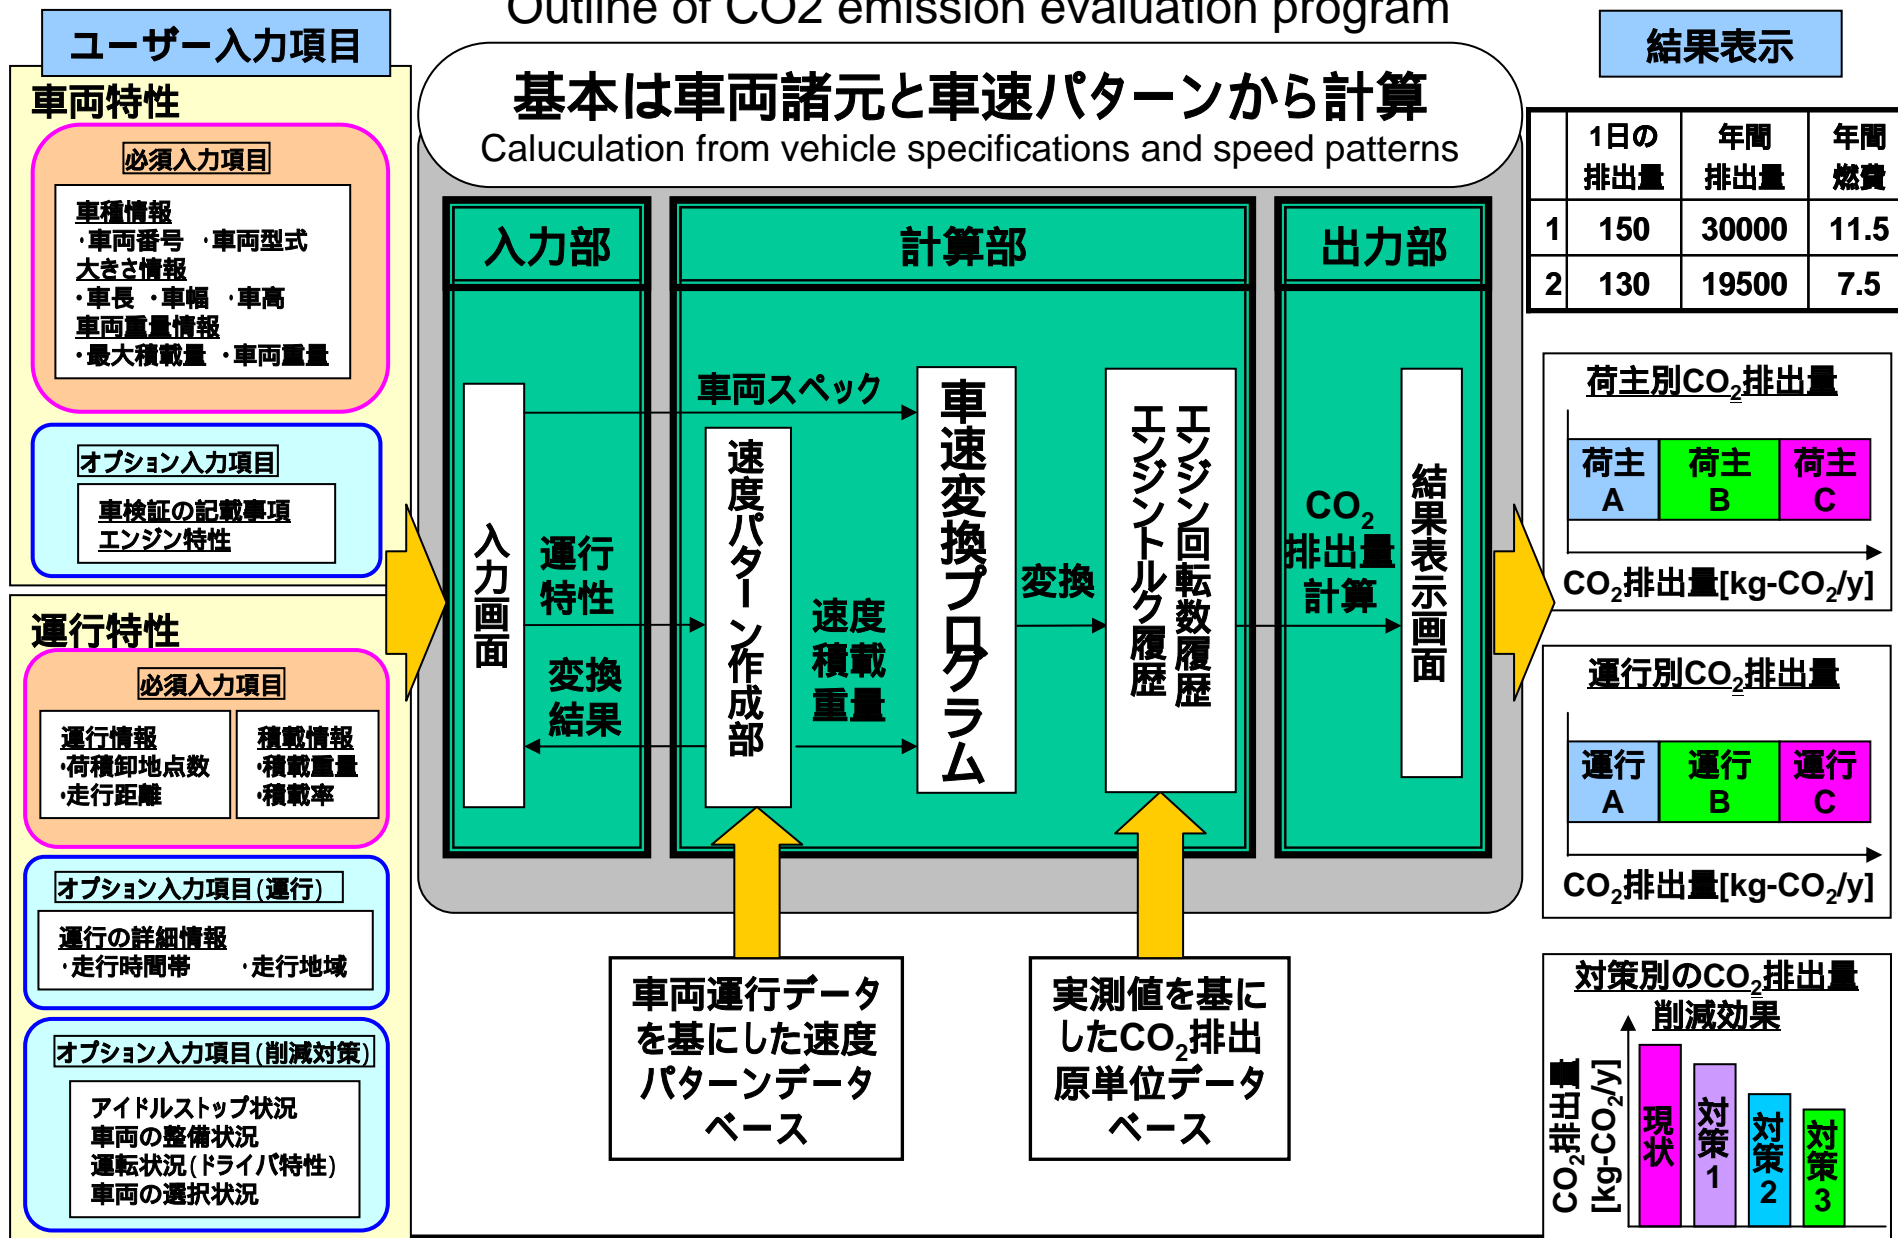 Outline of CO2 emission evaluation program
ユーザー入力項目
車両特性
必須入力項目
車種情報
・車両番号 ・車両型式
大きさ情報
・車長 ・車幅 ・車高
車両重量情報
・最大積載量 ・車両重量
オプション入力項目
車検証の記載事項
エンジン特性
運行特性
必須入力項目
運行情報
・荷積卸地点数
・走行距離
積載情報
・積載重量
・積載率
オプション入力項目(運行)
運行の詳細情報
・走行時間帯 ・走行地域
オプション入力項目(削減対策)
アイドルストップ状況
車両の整備状況
運転状況(ドライバ特性)
車両の選択状況
基本は車両諸元と車速パターンから計算
Caluculation from vehicle specifications and speed patterns
入力部
計算部
出力部
入力画面
車両スペック
運行
特性
変換
結果
速度パターン作成部
速度
積載
重量
車速変換プログラム
変換
エンジン回転数履歴
エンジントルク履歴
CO2
排出量
計算
結果表示画面
車両運行データ
を基にした速度
パターンデータ
ベース
実測値を基に
したCO2排出
原単位データ
ベース
結果表示
1日の
排出量
年間
排出量
年間
燃費
1 150 30000 11.5
2 130 19500 7.5
荷主別CO2排出量
荷主
A
荷主
B
荷主
C
CO2排出量[kg-CO2/y]
運行別CO2排出量
運行
A
運行
B
運行
C
CO2排出量[kg-CO2/y]
対策別のCO2排出量
削減効果
CO2排出量
[kg-CO2/y]
現状
対策1
対策2
対策3